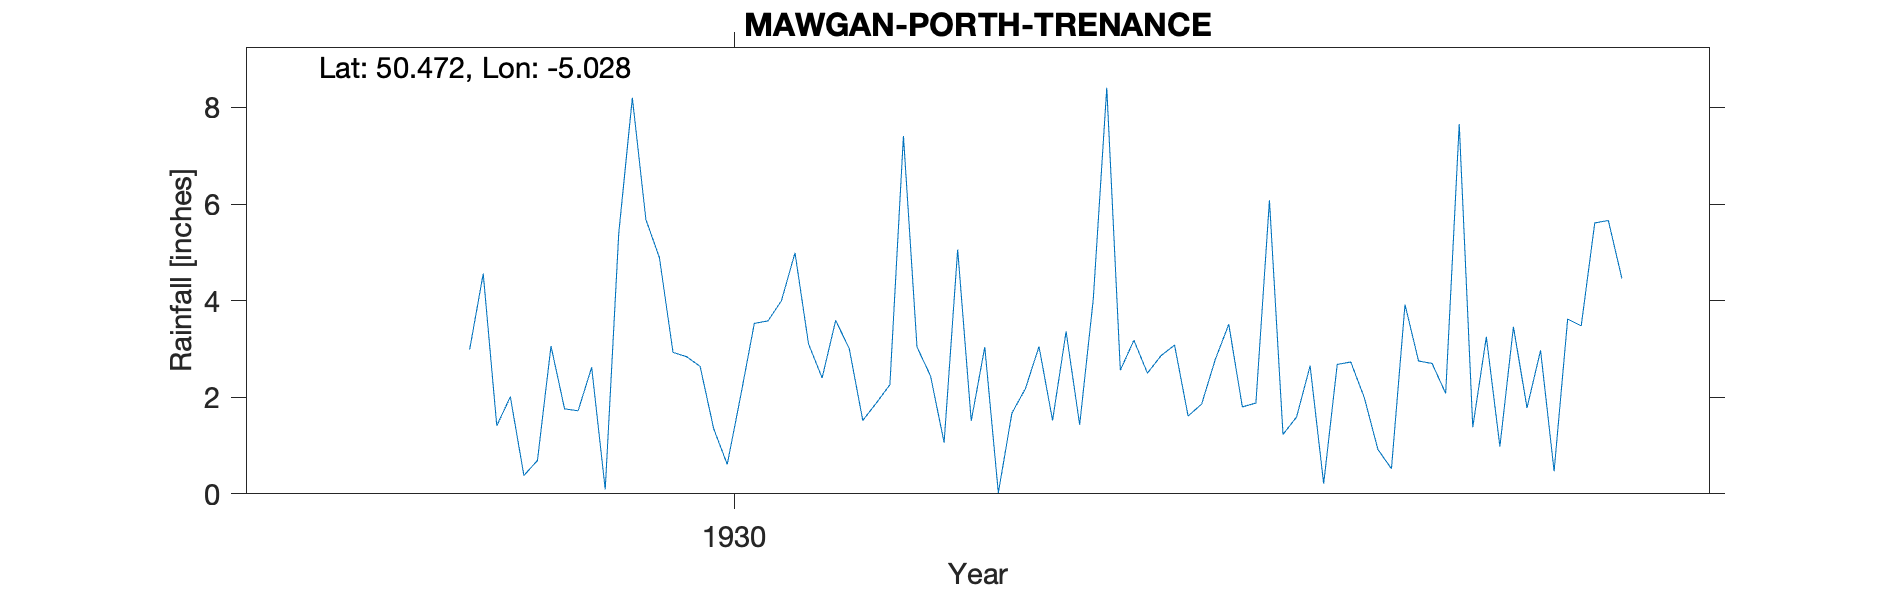 MAWGAN-PORTH-TRENANCE
Lat: 50.472, Lon: -5.028
8
6
4
2
0
Rainfall [inches]
1930
Year